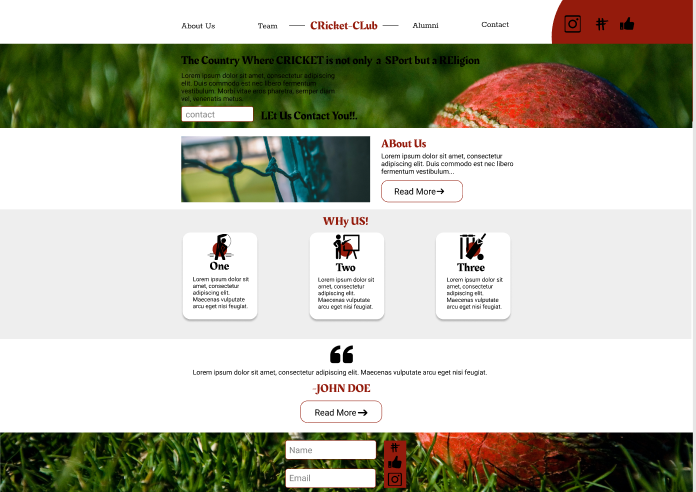 About Us Team CRicket-CLub Alumni Contact
The Country Where CRICKET is not only a SPort but a REligion
Lorem ipsum dolor sit amet, consectetur adipiscing
elit. Duis commodo est nec libero fermentum
vestibulum. Morbi vitae eros pharetra, semper diam
vel, venenatis metus.
contact LEt Us Contact You!!.
ABout Us
Lorem ipsum dolor sit amet, consectetur
adipiscing elit. Duis commodo est nec libero
fermentum vestibulum...
Read More
WHy US!
One
Lorem ipsum dolor sit
amet, consectetur
adipiscing elit.
Maecenas vulputate
arcu eget nisi feugiat.
Two
Lorem ipsum dolor sit
amet, consectetur
adipiscing elit.
Maecenas vulputate
arcu eget nisi feugiat.
Three
Lorem ipsum dolor sit
amet, consectetur
adipiscing elit.
Maecenas vulputate
arcu eget nisi feugiat.
Lorem ipsum dolor sit amet, consectetur adipiscing elit. Maecenas vulputate arcu eget nisi feugiat.
-JOHN DOE
Read More
Name
Email